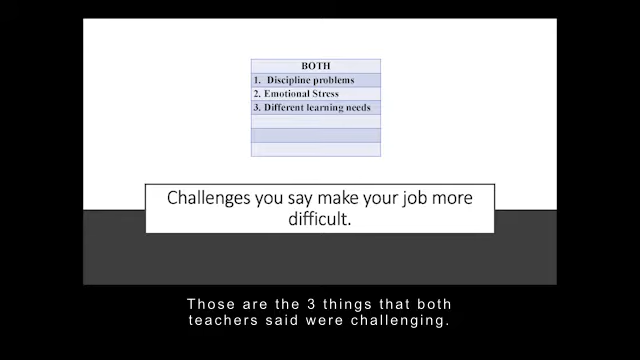 BOTH
1. Discipline problems
2. Emotional Stress
3. Different learning needs
Challenges you say make your job more
difficult.
Those are the 3 things that both
teachers said were challenging.